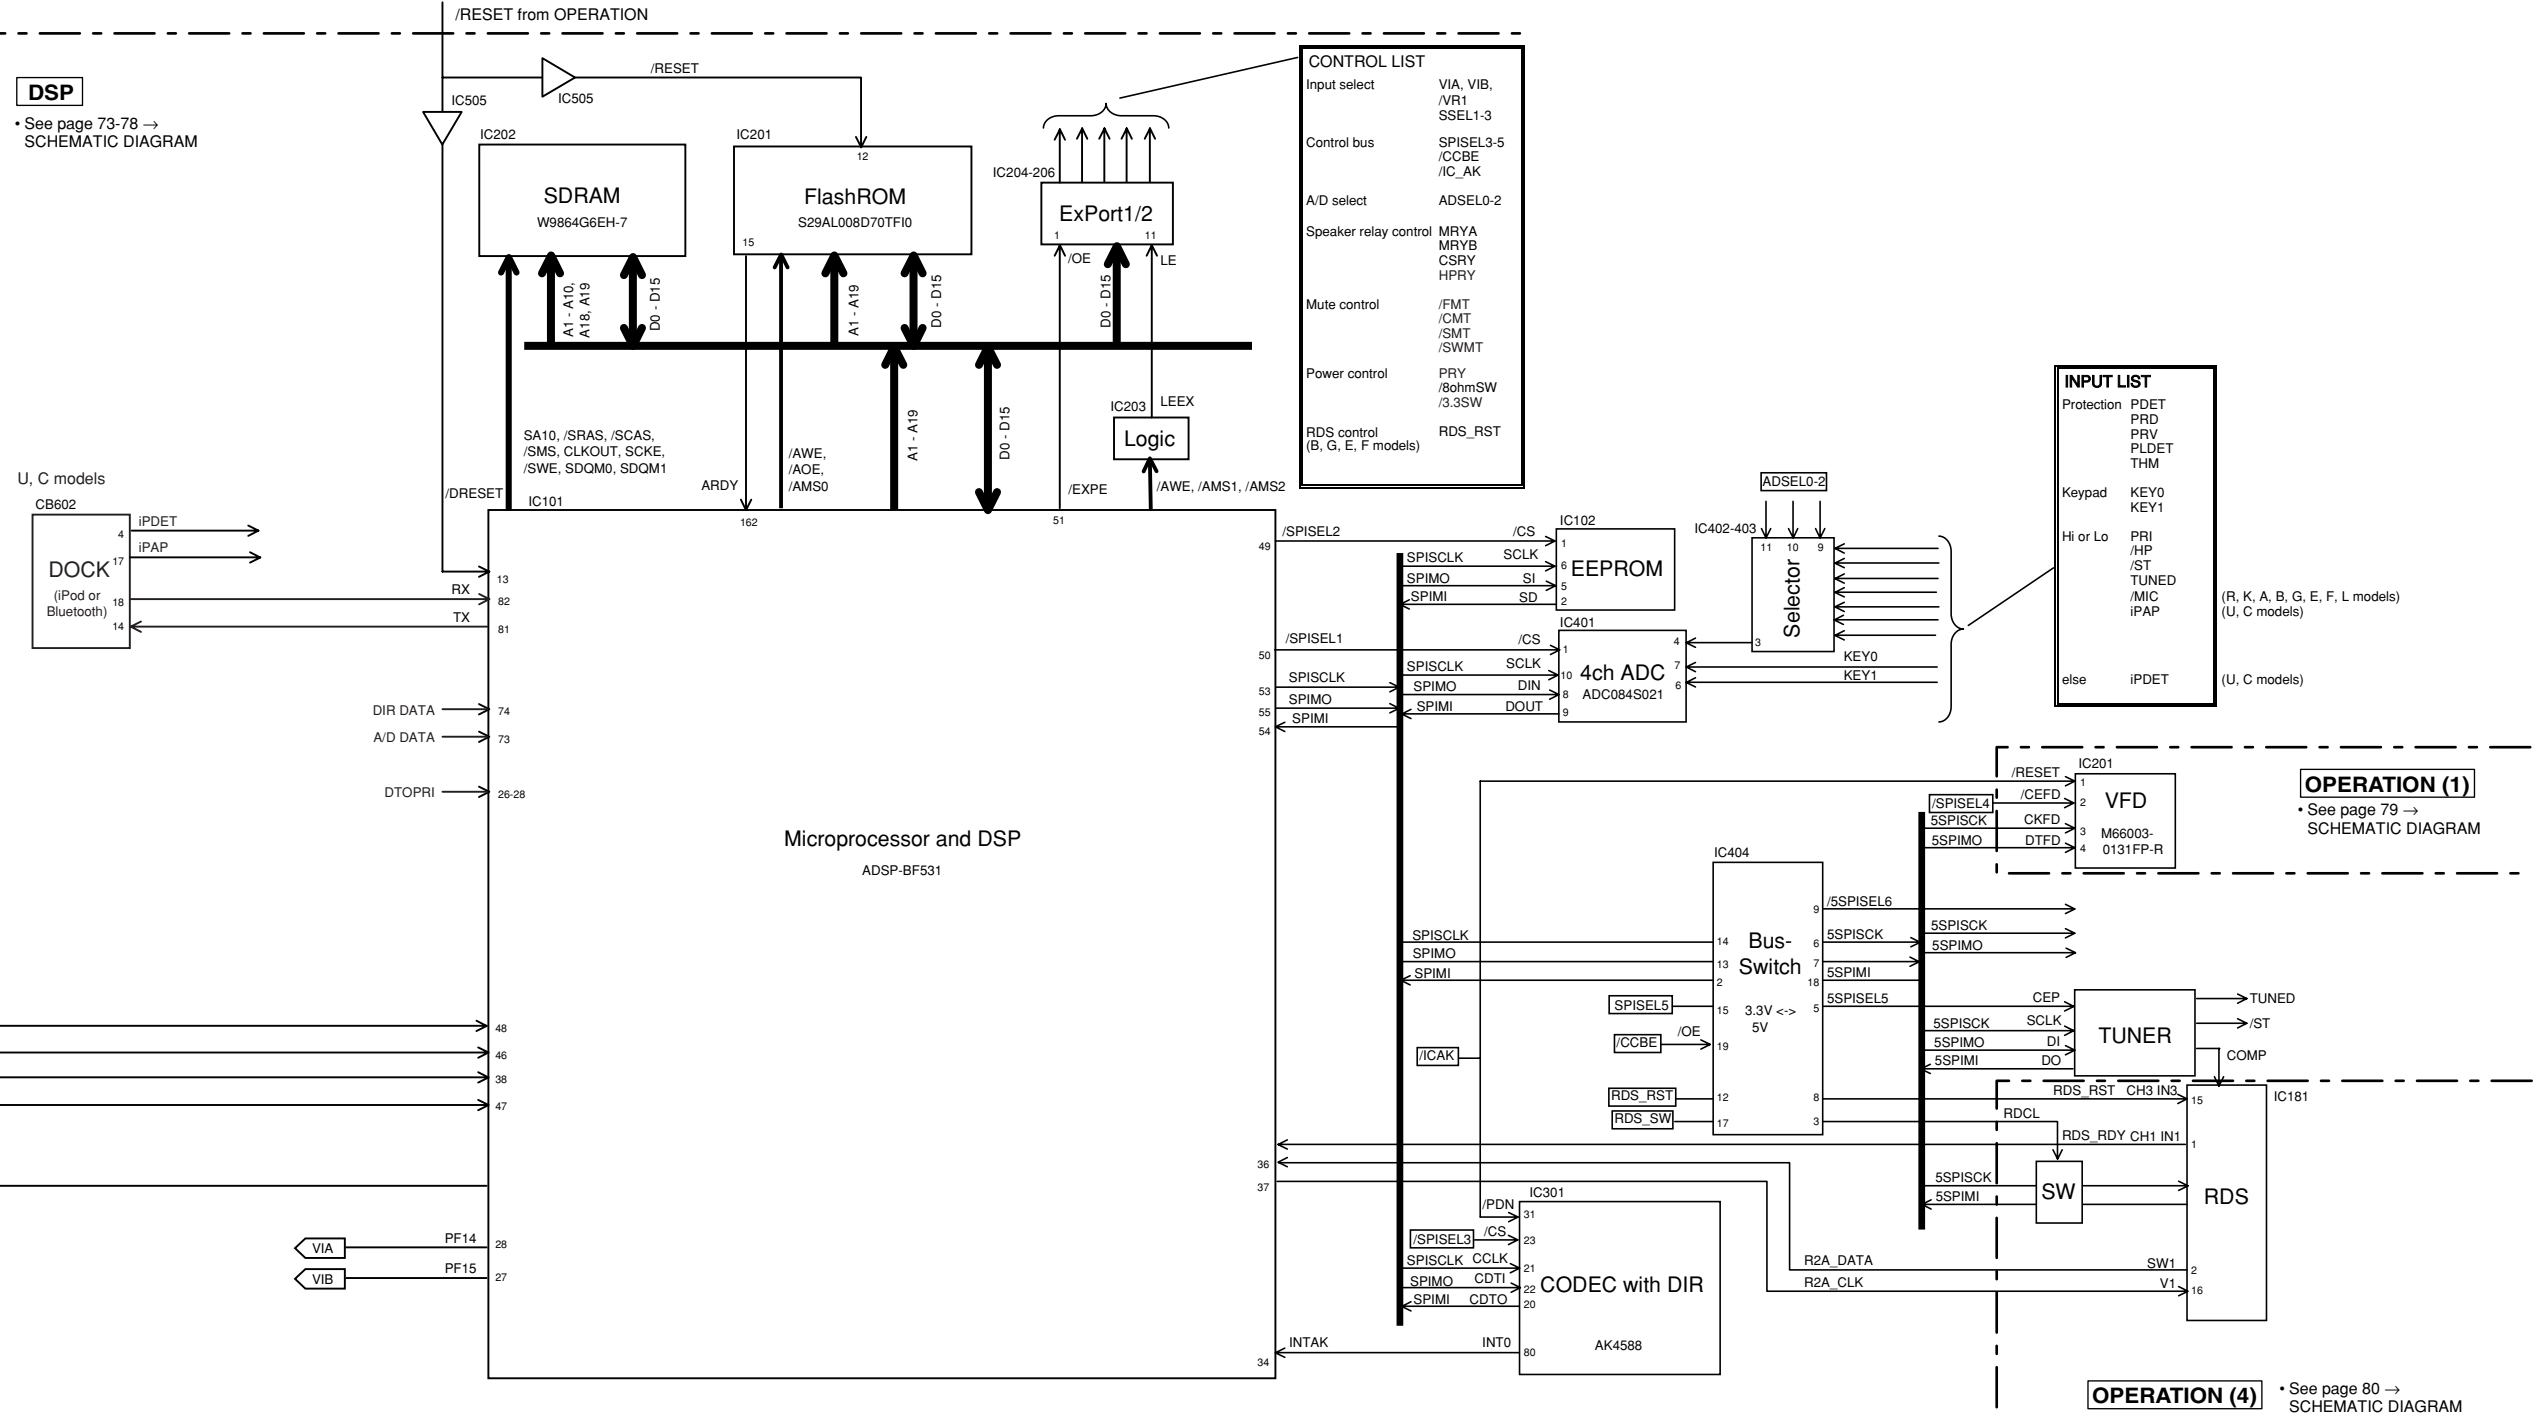 /RESET from OPERATION
DSP
• See page 73-78 →
SCHEMATIC DIAGRAM
IC505
IC505
/RESET
IC202
SDRAM
W9864G6EH-7
IC201
12
FlashROM
S29AL008D70TFI0
15
IC204-206
ExPort1/2
1
11
/OE
LE
A1 - A10,
A18, A19
D0 - D15
A1 - A19
D0 - D15
D0 - D15
CONTROL LIST
Input select VIA, VIB,
/VR1
SSEL1-3
Control bus SPISEL3-5
/CCBE
/IC_AK
A/D select ADSEL0-2
Speaker relay control MRYA
MRYB
CSRY
HPRY
Mute control /FMT
/CMT
/SMT
/SWMT
Power control PRY
/8ohmSW
/3.3SW
RDS control RDS_RST
(B, G, E, F models)
SA10, /SRAS, /SCAS,
/SMS, CLKOUT, SCKE,
/SWE, SDQM0, SDQM1
/DRESET
IC101
ARDY
162
/AWE,
/AOE,
/AMS0
A1 - A19
D0 - D15
/EXPE
51
IC203
LEEX
Logic
/AWE, /AMS1, /AMS2
INPUT LIST
Protection PDET
PRD
PRV
PLDET
THM
Keypad KEY0
KEY1
Hi or Lo PRI
/HP
/ST
TUNED
/MIC (R, K, A, B, G, E, F, L models)
iPAP (U, C models)
else iPDET (U, C models)
U, C models
CB602
DOCK
(iPod or
Bluetooth)
4
iPDET
17
iPAP
18
RX
14
TX
13
82
81
DIR DATA
74
A/D DATA
73
DTOPRI
26-28
Microprocessor and DSP
ADSP-BF531
48
46
38
47
VIA
PF14
28
VIB
PF15
27
49
/SPISEL2
/CS
IC102
1
SPISCLK SCLK
6
EEPROM
SPIMO SI
5
SPIMI SD
2
50
/SPISEL1
/CS
IC401
1
53
SPISCLK
55
SPIMO
54
SPIMI
SPISCLK SCLK
10
4ch ADC
ADC084S021
SPIMO DIN
8
SPIMI DOUT
9
4
7
6
KEY0
KEY1
ADSEL0-2
IC402-403
11 10 9
Selector
3
/RESET
IC201
1
/SPISEL4
/CEFD
2
VFD
5SPISCK CKFD
3
M66003-
0131FP-R
5SPIMO DTFD
4
OPERATION (1)
• See page 79 →
SCHEMATIC DIAGRAM
IC404
Bus-
Switch
3.3V <->
5V
SPISCLK
14
SPIMO
13
SPIMI
2
SPISEL5
15
/OE
/CCBE
19
RDS_RST
12
RDS_SW
17
9
/5SPISEL6
6
5SPISCK
7
18
5SPIMI
5
5SPISEL5
8
3
5SPISCK
5SPIMO
CEP
5SPISCK SCLK
5SPIMO DI
5SPIMI DO
TUNER
TUNED
/ST
COMP
RDS_RST CH3 IN3
15
IC181
RDCL
RDS_RDY CH1 IN1
1
5SPISCK
5SPIMI
SW
RDS
R2A_DATA
SW1
2
R2A_CLK
V1
16
/ICAK
36
37
IC301
/PDN
31
/SPISEL3
/CS
23
SPISCLK CCLK
21
SPIMO CDTI
22
SPIMI CDTO
20
CODEC with DIR
AK4588
34
INTAK
INT0
80
OPERATION (4)
• See page 80 →
SCHEMATIC DIAGRAM